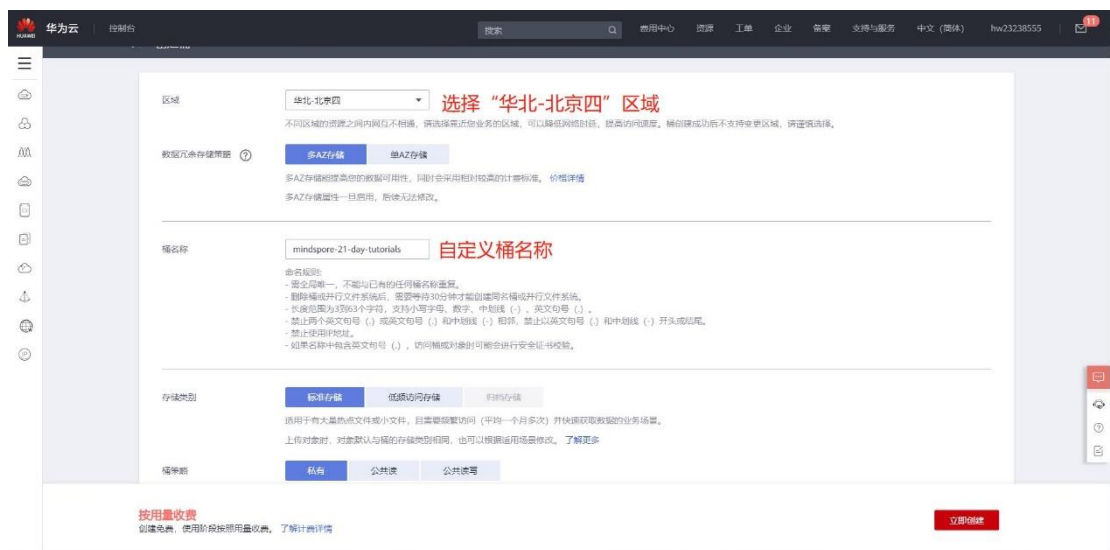 HUAWEI 华为云 控制台 搜索 费用中心 资源 工单 企业 备案 支持与服务 中文 (简体) hw23238555 11
区域 华北-北京四 选择“华北-北京四”区域
不同区域的资源之间内网互不相通,请选择靠近您业务的区域,可以降低网络时延,提高访问速度。桶创建成功后不支持变更区域,请谨慎选择。
数据冗余存储策略 ? 多AZ存储 单AZ存储
多AZ存储能提高您的数据可用性,同时会采用相对较高的计费标准。 价格详情
多AZ存储属性一旦启用,后续无法修改。
桶名称 mindspore-21-day-tutorials 自定义桶名称
命名规则:
- 需全局唯一,不能与已有的任何桶名称重复。
- 删除桶或并行文件系统后,需要等待30分钟才能创建同名桶或并行文件系统。
- 长度范围为3到63个字符,支持小写字母、数字、中划线 (-) 、英文句号 (.) 。
- 禁止两个英文句号 (.) 或英文句号 (.) 和中划线 (-) 相邻,禁止以英文句号 (.) 和中划线 (-) 开头或结尾。
- 禁止使用IP地址。
- 如果名称中包含英文句号 (.) ,访问桶或对象时可能会进行安全证书校验。
存储类别 标准存储 低频访问存储 归档存储
适用于有大量热点文件或小文件,且需要频繁访问 (平均一个月多次) 并快速获取数据的业务场景。
上传对象时,对象默认与桶的存储类别相同,也可以根据适用场景修改。 了解更多
桶策略 私有 公共读 公共读写
按用量收费
创建免费,使用阶段按照用量收费。 了解计费详情
立即创建